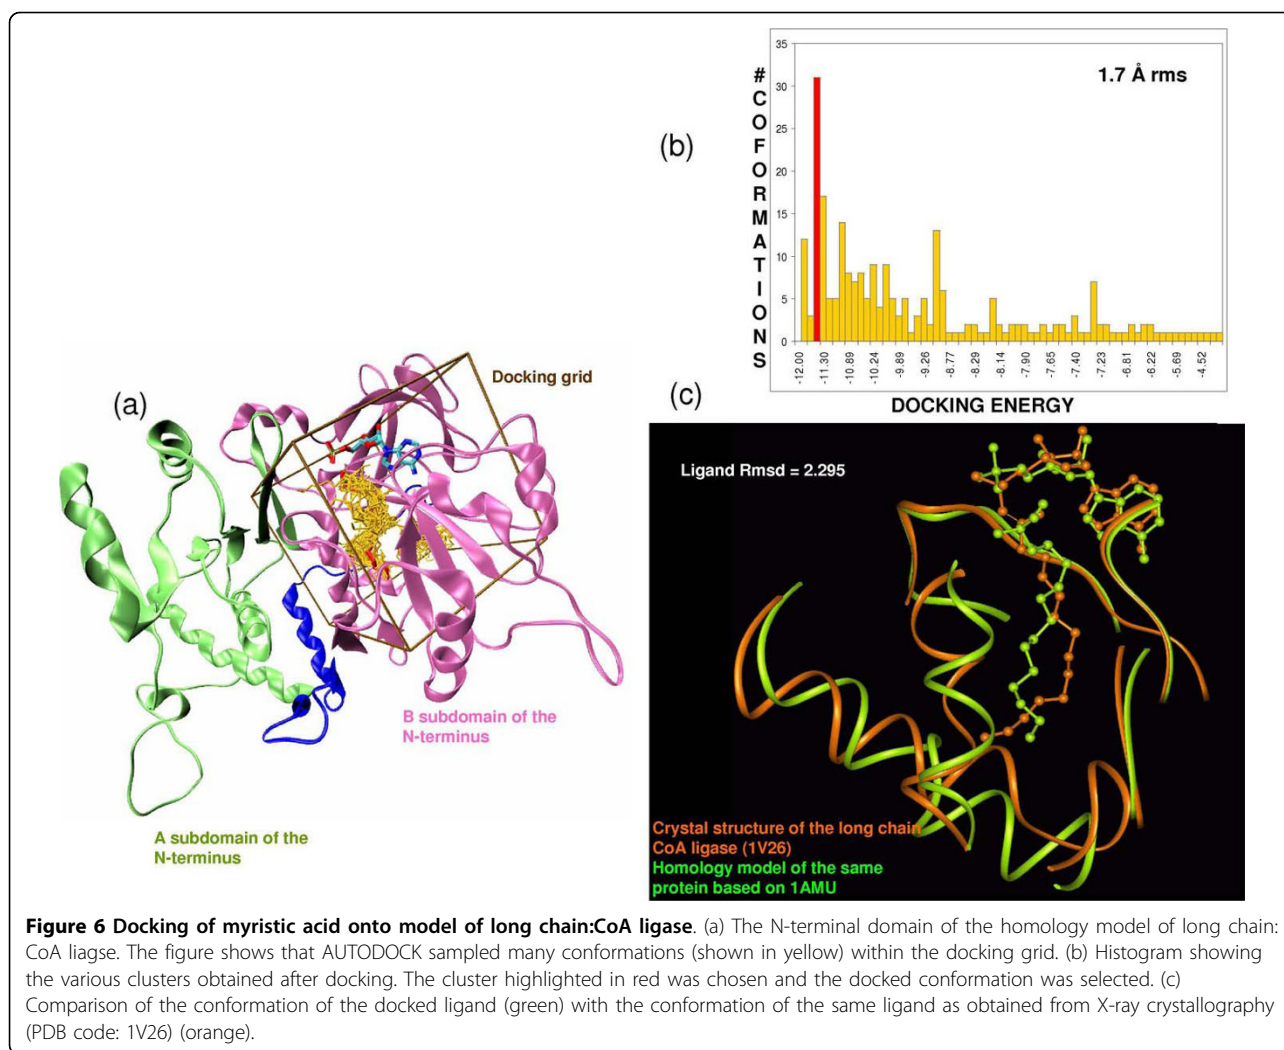 (b)
#COFORMATIONS
1.7 Å rms
35
30
25
20
15
10
5
0
-12.00
-11.30
-10.89
-10.24
-9.89
-9.26
-8.77
-8.29
-8.14
-7.90
-7.65
-7.40
-7.23
-6.81
-6.22
-5.69
-4.52
DOCKING ENERGY
(a)
Docking grid
B subdomain of the
N-terminus
A subdomain of the
N-terminus
(c)
Ligand Rmsd = 2.295
Crystal structure of the long chain
CoA ligase (1V26)
Homology model of the same
protein based on 1AMU
Figure 6 Docking of myristic acid onto model of long chain:CoA ligase. (a) The N-terminal domain of the homology model of long chain:
CoA liagse. The figure shows that AUTODOCK sampled many conformations (shown in yellow) within the docking grid. (b) Histogram showing
the various clusters obtained after docking. The cluster highlighted in red was chosen and the docked conformation was selected. (c)
Comparison of the conformation of the docked ligand (green) with the conformation of the same ligand as obtained from X-ray crystallography
(PDB code: 1V26) (orange).